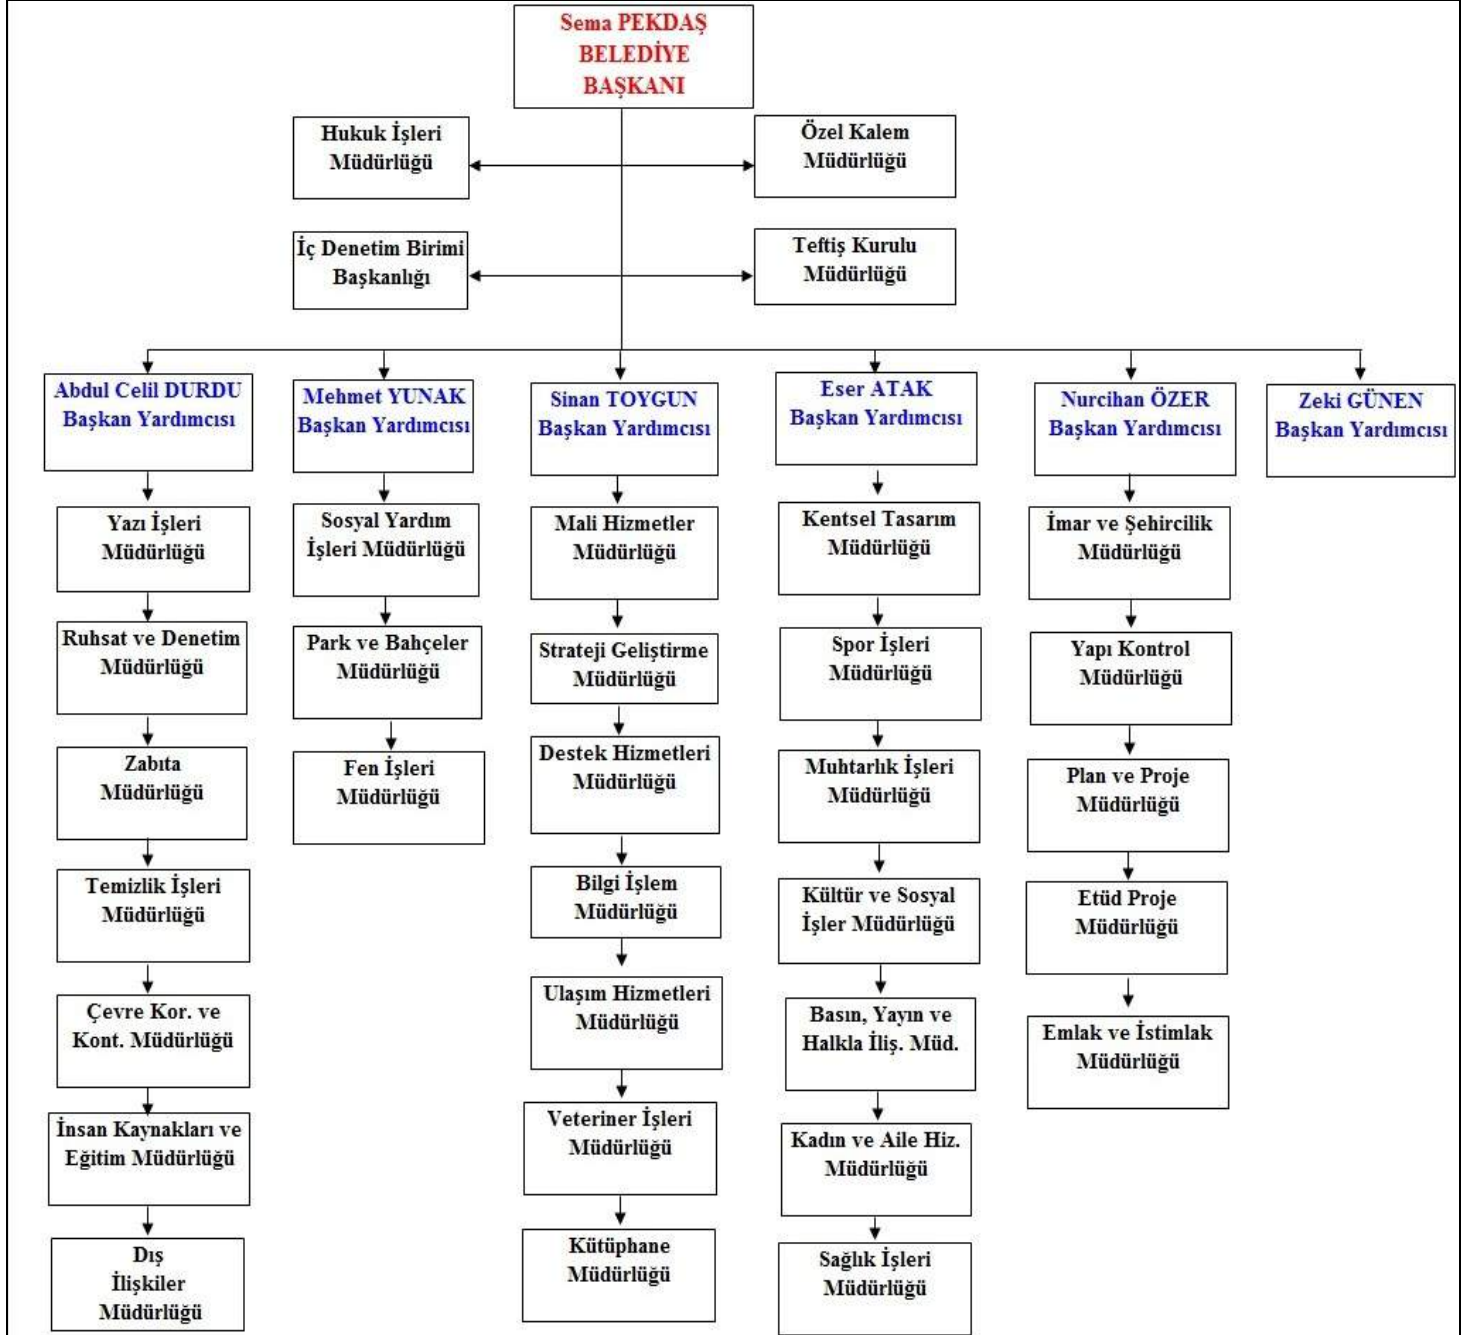 Sema PEKDAŞ
BELEDİYE
BAŞKANI
Hukuk İşleri
Müdürlüğü
Özel Kalem
Müdürlüğü
İç Denetim Birimi
Başkanlığı
Teftiş Kurulu
Müdürlüğü
Abdul Celil DURDU
Başkan Yardımcısı
Yazı İşleri
Müdürlüğü
Ruhsat ve Denetim
Müdürlüğü
Zabıta
Müdürlüğü
Temizlik İşleri
Müdürlüğü
Çevre Kor. ve
Kont. Müdürlüğü
İnsan Kaynakları ve
Eğitim Müdürlüğü
Dış
İlişkiler
Müdürlüğü
Mehmet YUNAK
Başkan Yardımcısı
Sosyal Yardım
İşleri Müdürlüğü
Park ve Bahçeler
Müdürlüğü
Fen İşleri
Müdürlüğü
Sinan TOYGUN
Başkan Yardımcısı
Mali Hizmetler
Müdürlüğü
Strateji Geliştirme
Müdürlüğü
Destek Hizmetleri
Müdürlüğü
Bilgi İşlem
Müdürlüğü
Ulaşım Hizmetleri
Müdürlüğü
Veteriner İşleri
Müdürlüğü
Kütüphane
Müdürlüğü
Eser ATAK
Başkan Yardımcısı
Kentsel Tasarım
Müdürlüğü
Spor İşleri
Müdürlüğü
Muhtarlık İşleri
Müdürlüğü
Kültür ve Sosyal
İşler Müdürlüğü
Basın, Yayın ve
Halkla İliş. Müd.
Kadın ve Aile Hiz.
Müdürlüğü
Sağlık İşleri
Müdürlüğü
Nurcihan ÖZER
Başkan Yardımcısı
İmar ve Şehircilik
Müdürlüğü
Yapı Kontrol
Müdürlüğü
Plan ve Proje
Müdürlüğü
Etüd Proje
Müdürlüğü
Emlak ve İstimlak
Müdürlüğü
Zeki GÜNEN
Başkan Yardımcısı